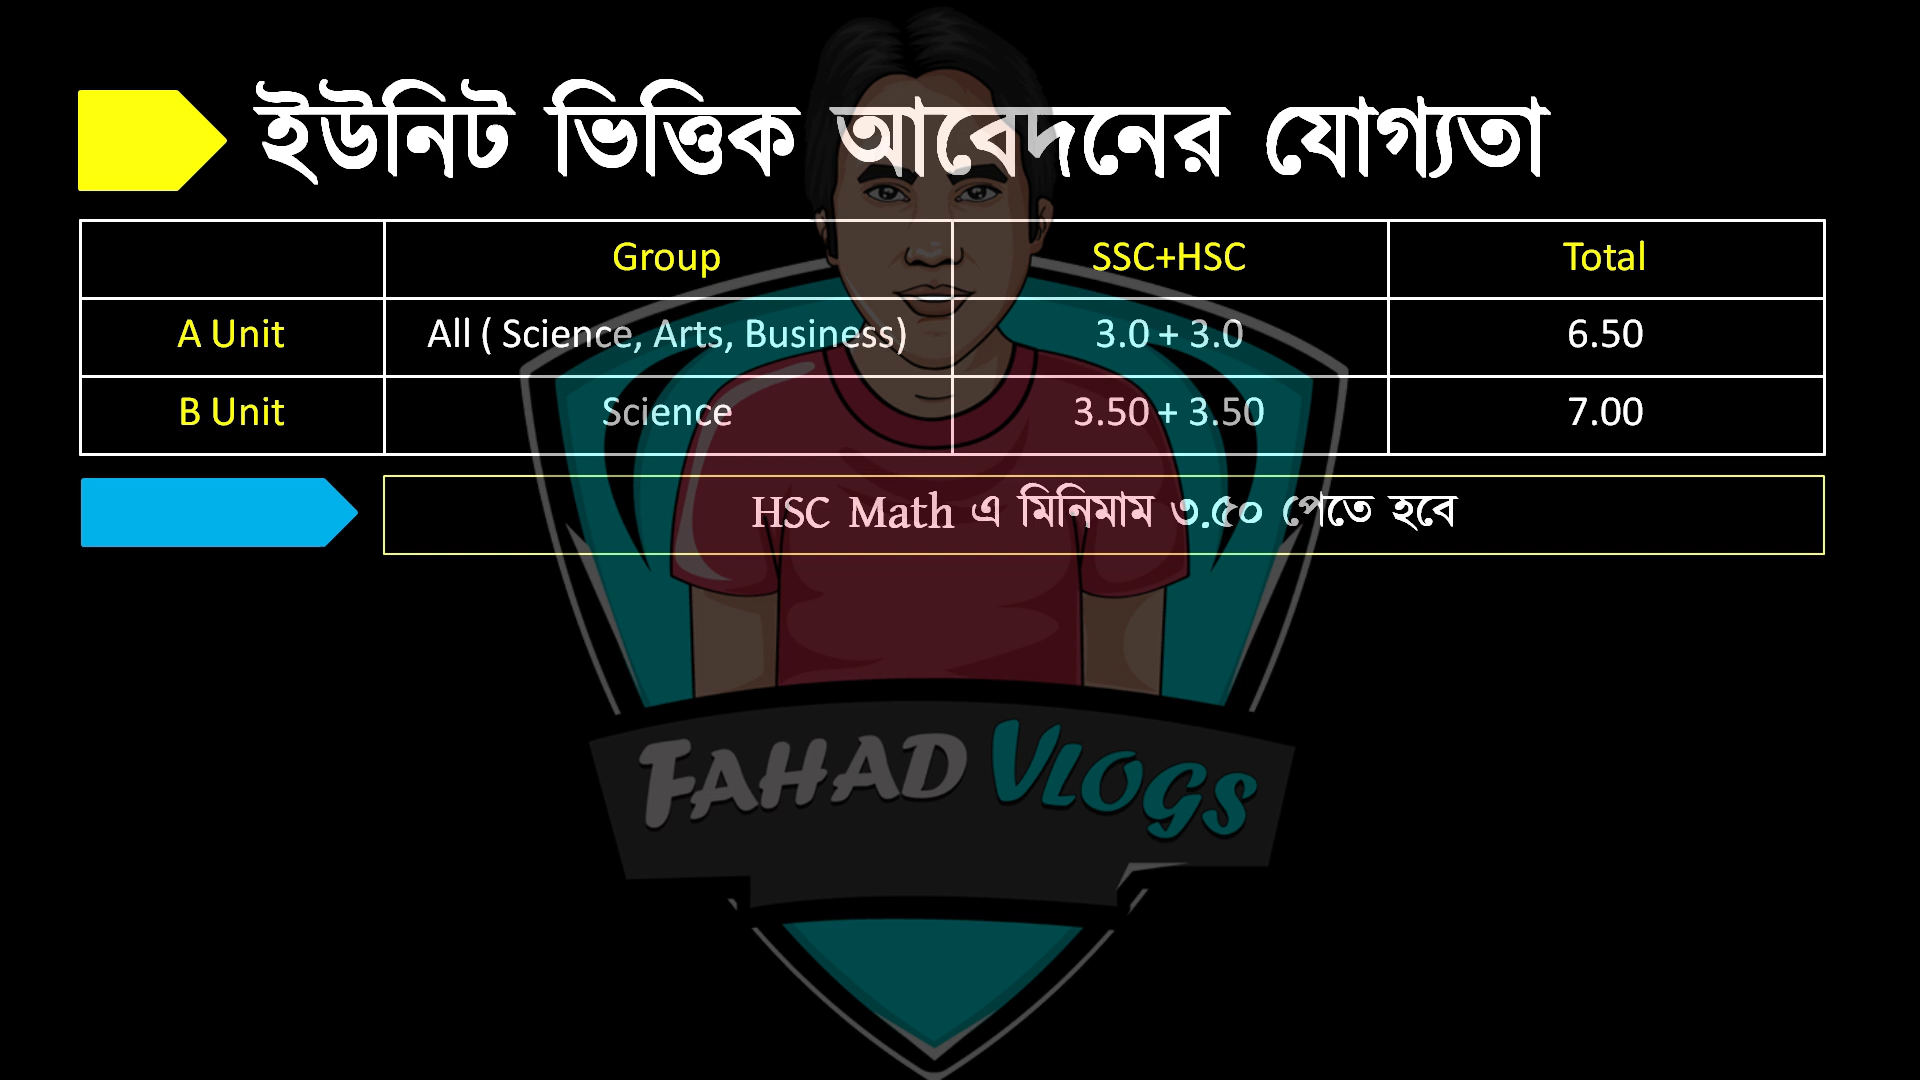 ইউনিট ভিত্তিক আবেদনের যোগ্যতা
Group SSC+HSC Total
A Unit All ( Science, Arts, Business) 3.0 + 3.0 6.50
B Unit Science 3.50 + 3.50 7.00
HSC Math এ মিনিমাম ৩.৫০ পেতে হবে
FAHAD VLOGS